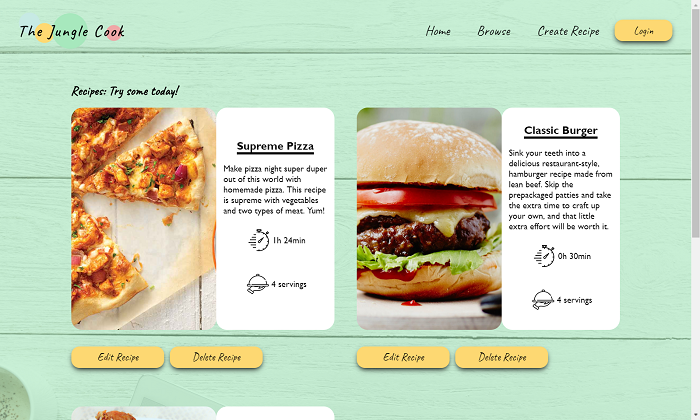 The Jungle Cook
Home
Browse
Create Recipe
Login
Recipes: Try some today!
Supreme Pizza
Make pizza night super duper
out of this world with
homemade pizza. This recipe
is supreme with vegetables
and two types of meat. Yum!
1h 24min
4 servings
Edit Recipe
Delete Recipe
Classic Burger
Sink your teeth into a
delicious restaurant-style,
hamburger recipe made from
lean beef. Skip the
prepackaged patties and take
the extra time to craft up
your own, and that little
extra effort will be worth it.
0h 30min
4 servings
Edit Recipe
Delete Recipe